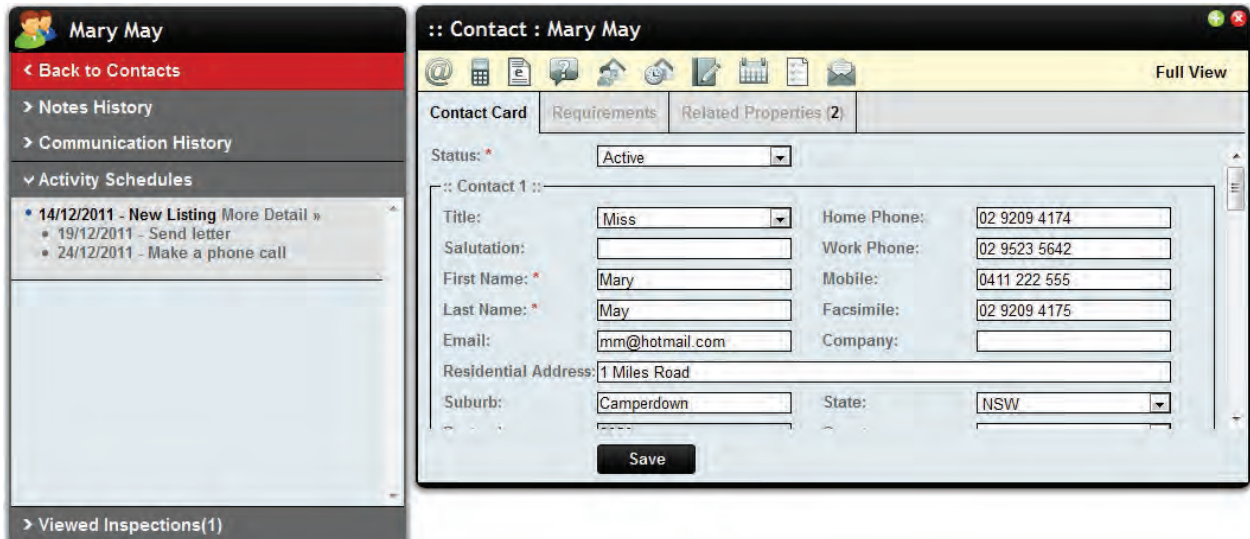 Mary May
< Back to Contacts
> Notes History
> Communication History
Activity Schedules
• 14/12/2011 - New Listing More Detail »
• 19/12/2011 - Send letter
• 24/12/2011 - Make a phone call
> Viewed Inspections(1)
:: Contact : Mary May
Full View
Contact Card Requirements Related Properties (2)
Status: * Active
:: Contact 1 ::
Title: Miss Home Phone: 02 9209 4174
Salutation: Work Phone: 02 9523 5642
First Name: * Mary Mobile: 0411 222 555
Last Name: * May Facsimile: 02 9209 4175
Email: mm@hotmail.com Company:
Residential Address: 1 Miles Road
Suburb: Camperdown State: NSW
Save